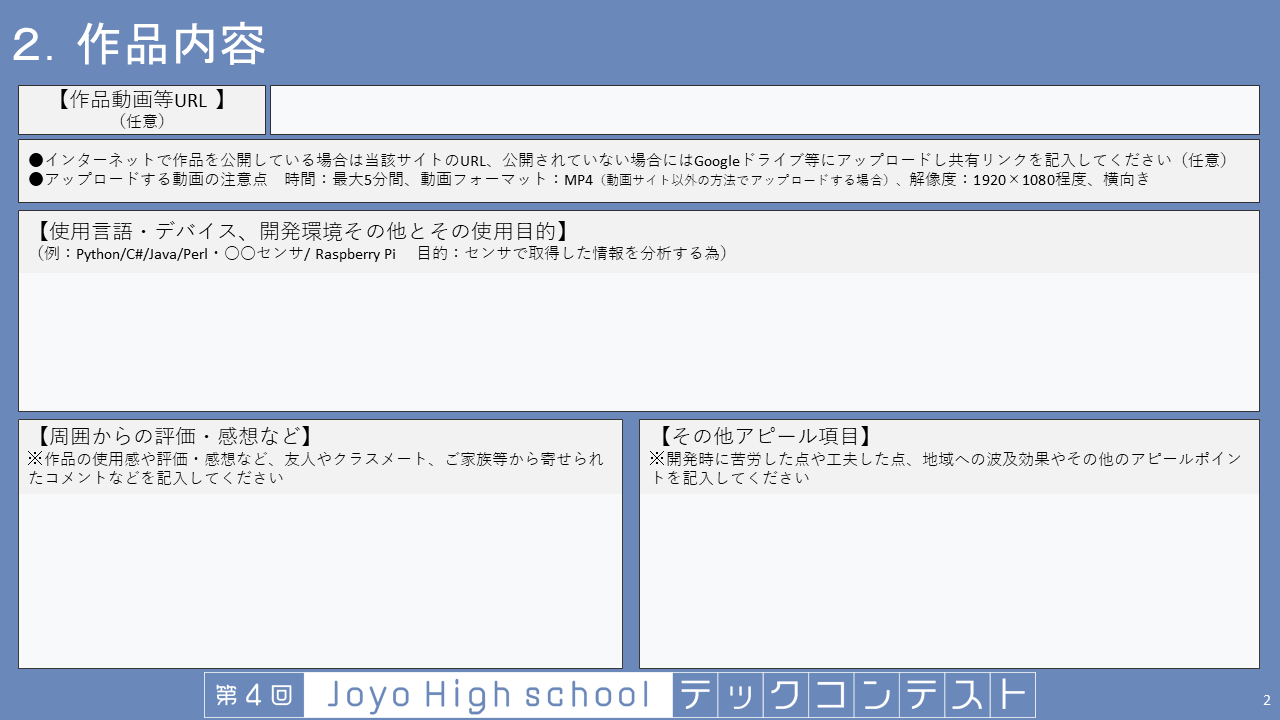 ２．作品内容
【作品動画等URL 】
（任意）
●インターネットで作品を公開している場合は当該サイトのURL、公開されていない場合にはGoogleドライブ等にアップロードし共有リンクを記入してください（任意）
●アップロードする動画の注意点　時間：最大5分間、動画フォーマット：MP4（動画サイト以外の方法でアップロードする場合）、解像度：1920×1080程度、横向き
【使用言語・デバイス、開発環境その他とその使用目的】
（例：Python/C#/Java/Perl・〇〇センサ/ Raspberry Pi　目的：センサで取得した情報を分析する為）
【周囲からの評価・感想など】
※作品の使用感や評価・感想など、友人やクラスメート、ご家族等から寄せられ
たコメントなどを記入してください
【その他アピール項目】
※開発時に苦労した点や工夫した点、地域への波及効果やその他のアピールポイン
トを記入してください
第4回 Joyo High school テックコンテスト
2